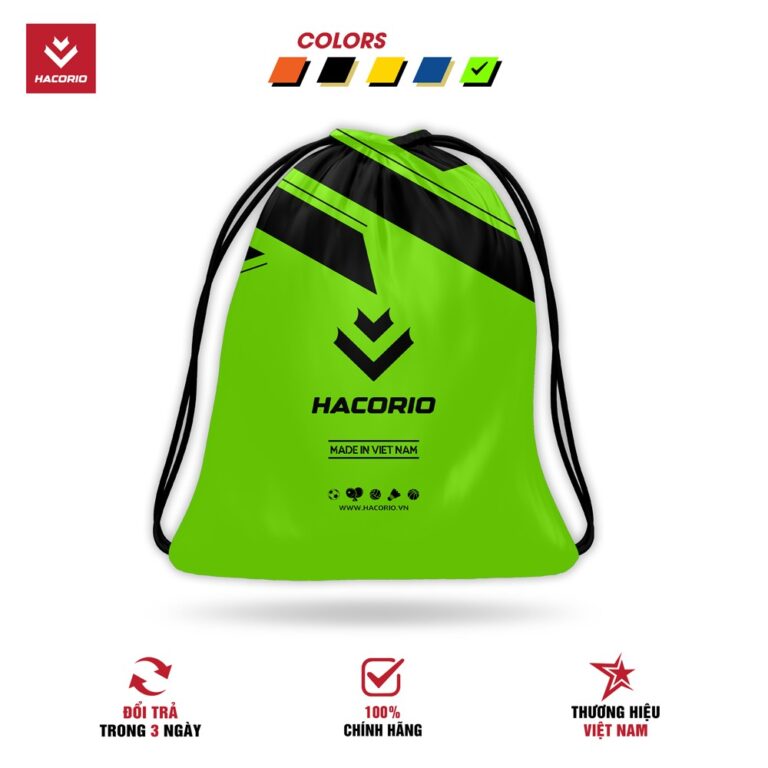 HACORIO
COLORS
HACORIO
MADE IN VIET NAM
WWW.HACORIO.VN
ĐỔI TRẢ
TRONG 3 NGÀY
100%
CHÍNH HÃNG
THƯƠNG HIỆU
VIỆT NAM